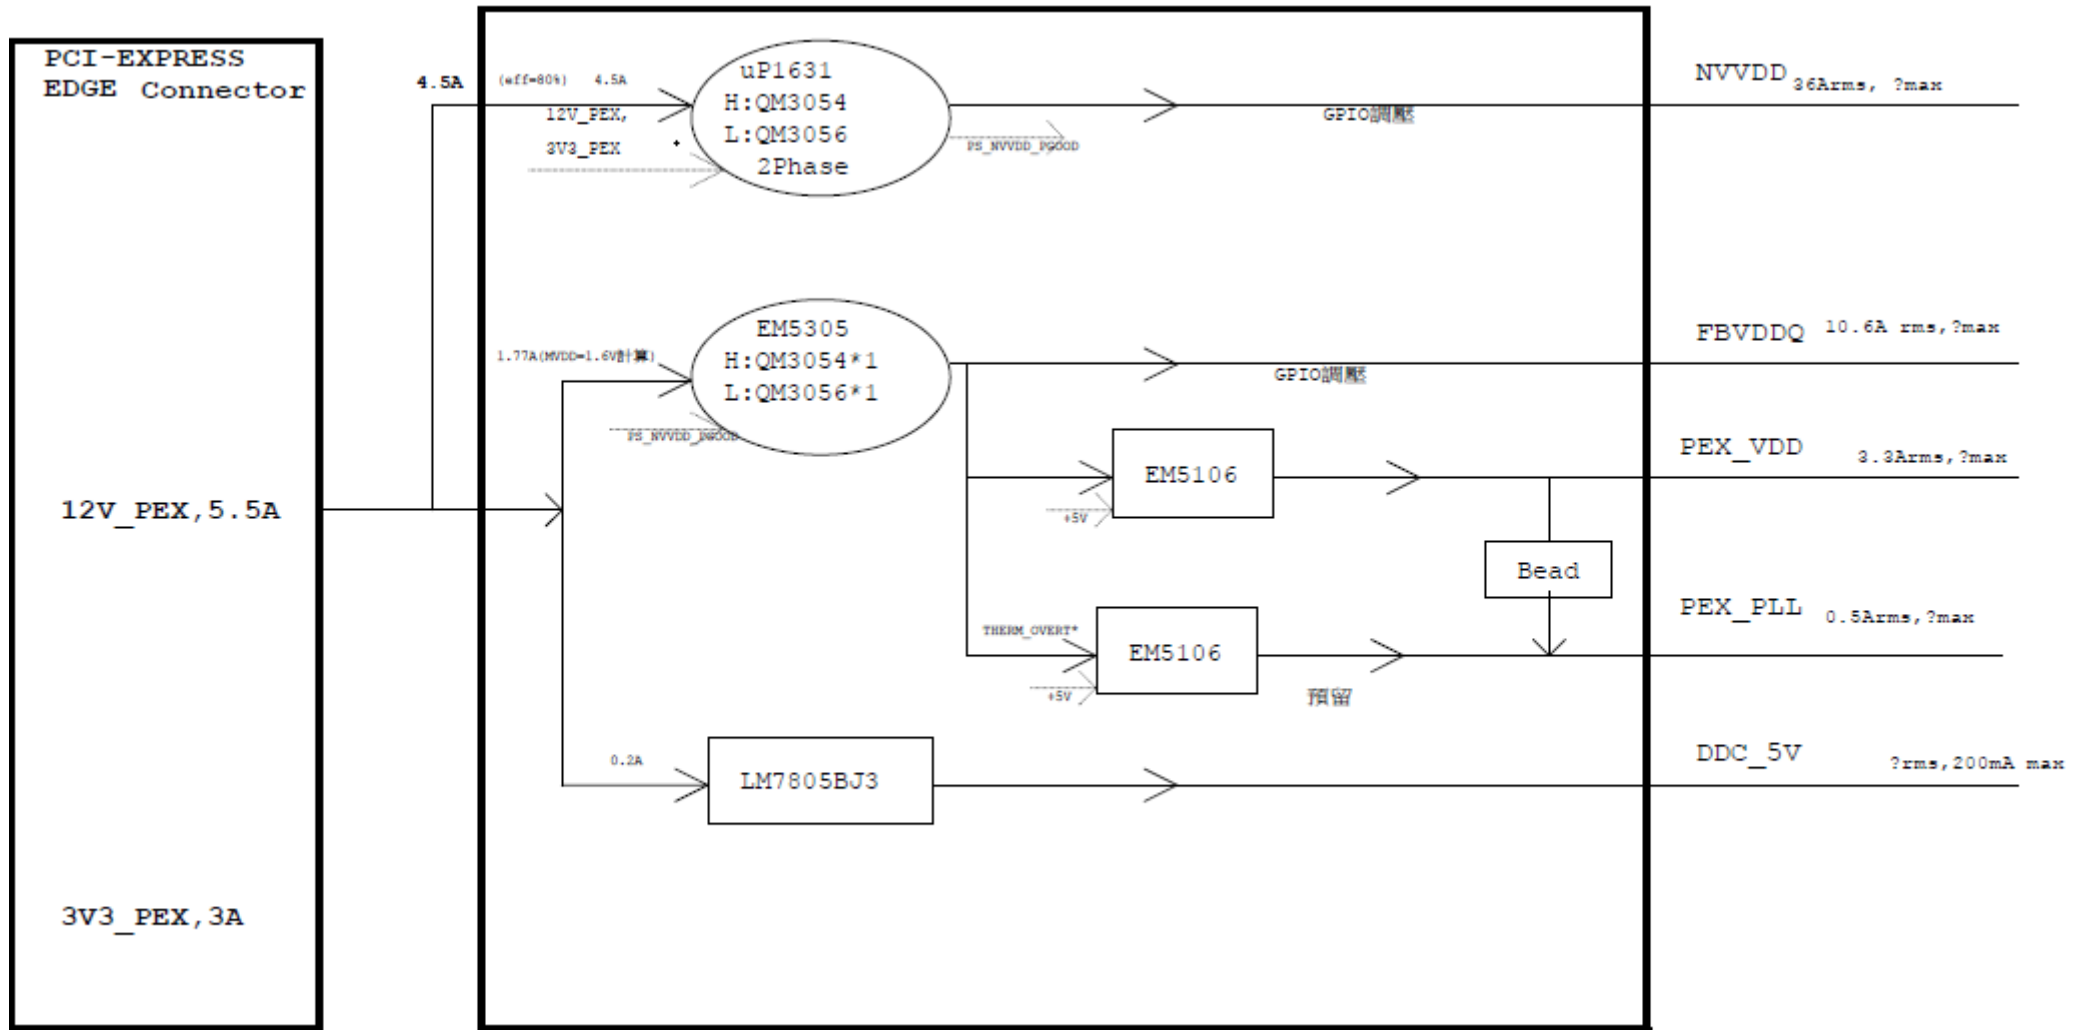 PCI-EXPRESS
EDGE Connector
12V_PEX,5.5A
3V3_PEX,3A
4.5A
(eff=80%) 4.5A
12V_PEX,
3V3_PEX
uP1631
H:QM3054
L:QM3056
2Phase
PS_NVVDD_PGOOD
GPIO調壓
NVVDD 36Arms, ?max
1.77A(MVDD=1.6V計算)
PS_NVVDD_PGOOD
EM5305
H:QM3054*1
L:QM3056*1
GPIO調壓
FBVDDQ 10.6A rms,?max
EM5106
+5V
PEX_VDD 3.3Arms,?max
Bead
THERM_OVERT*
EM5106
+5V
預留
PEX_PLL 0.5Arms,?max
0.2A
LM7805BJ3
DDC_5V ?rms,200mA max